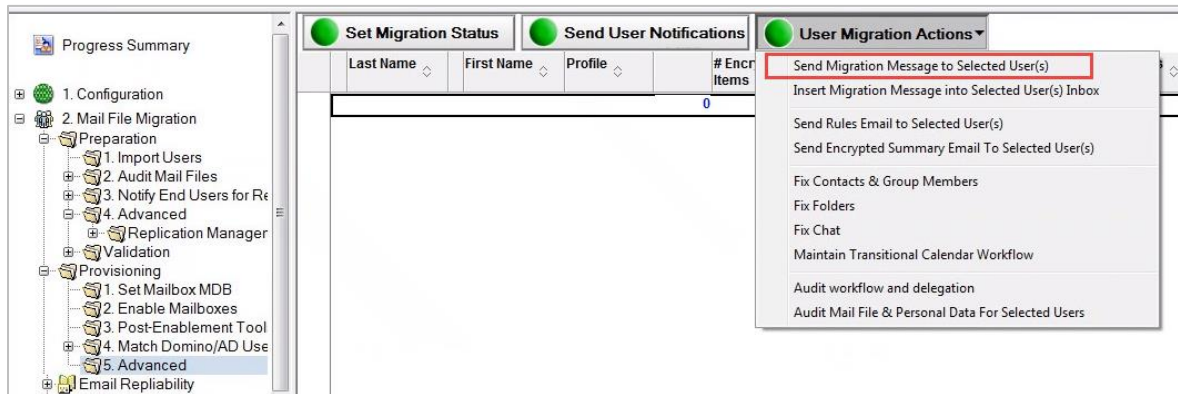 Progress Summary
1. Configuration
2. Mail File Migration
Preparation
1. Import Users
2. Audit Mail Files
3. Notify End Users for Re
4. Advanced
Replication Manager
Validation
Provisioning
1. Set Mailbox MDB
2. Enable Mailboxes
3. Post-Enablement Tool
4. Match Domino/AD Use
5. Advanced
Email Repliability
Set Migration Status
Send User Notifications
User Migration Actions
Last Name
First Name
Profile
# Encr
Items
0
Send Migration Message to Selected User(s)
Insert Migration Message into Selected User(s) Inbox
Send Rules Email to Selected User(s)
Send Encrypted Summary Email To Selected User(s)
Fix Contacts & Group Members
Fix Folders
Fix Chat
Maintain Transitional Calendar Workflow
Audit workflow and delegation
Audit Mail File & Personal Data For Selected Users